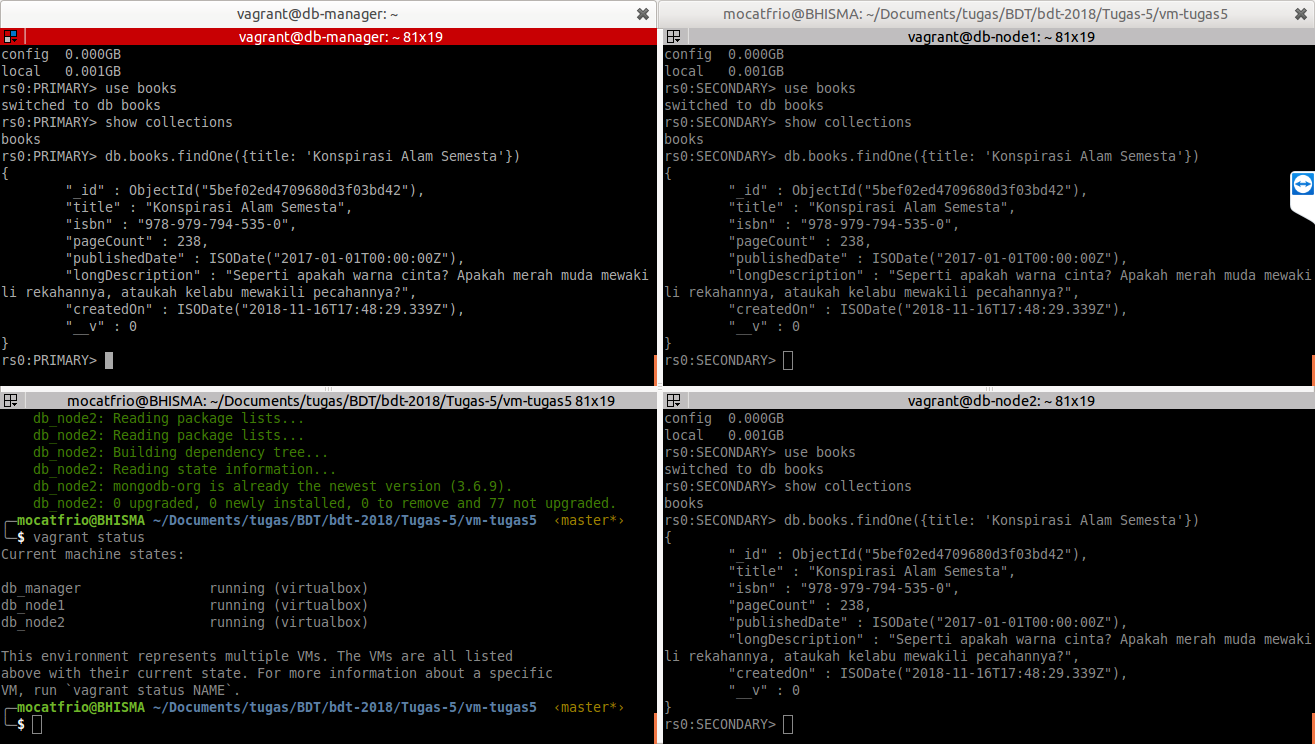 vagrant@db-manager: ~
vagrant@db-manager: ~ 81x19
config  0.000GB
local   0.001GB
rs0:PRIMARY> use books
switched to db books
rs0:PRIMARY> show collections
books
rs0:PRIMARY> db.books.findOne({title: 'Konspirasi Alam Semesta'})
{
        "_id" : ObjectId("5bef02ed4709680d3f03bd42"),
        "title" : "Konspirasi Alam Semesta",
        "isbn" : "978-979-794-535-0",
        "pageCount" : 238,
        "publishedDate" : ISODate("2017-01-01T00:00:00Z"),
        "longDescription" : "Seperti apakah warna cinta? Apakah merah muda mewaki
li rekahannya, ataukah kelabu mewakili pecahannya?",
        "createdOn" : ISODate("2018-11-16T17:48:29.339Z"),
        "__v" : 0
}
rs0:PRIMARY>
mocatfrio@BHISMA: ~/Documents/tugas/BDT/bdt-2018/Tugas-5/vm-tugas5
vagrant@db-node1: ~ 81x19
config  0.000GB
local   0.001GB
rs0:SECONDARY> use books
switched to db books
rs0:SECONDARY> show collections
books
rs0:SECONDARY> db.books.findOne({title: 'Konspirasi Alam Semesta'})
{
        "_id" : ObjectId("5bef02ed4709680d3f03bd42"),
        "title" : "Konspirasi Alam Semesta",
        "isbn" : "978-979-794-535-0",
        "pageCount" : 238,
        "publishedDate" : ISODate("2017-01-01T00:00:00Z"),
        "longDescription" : "Seperti apakah warna cinta? Apakah merah muda mewaki
li rekahannya, ataukah kelabu mewakili pecahannya?",
        "createdOn" : ISODate("2018-11-16T17:48:29.339Z"),
        "__v" : 0
}
rs0:SECONDARY>
mocatfrio@BHISMA: ~/Documents/tugas/BDT/bdt-2018/Tugas-5/vm-tugas5 81x19
    db_node2: Reading package lists...
    db_node2: Reading package lists...
    db_node2: Building dependency tree...
    db_node2: Reading state information...
    db_node2: mongodb-org is already the newest version (3.6.9).
    db_node2: 0 upgraded, 0 newly installed, 0 to remove and 77 not upgraded.
╭─mocatfrio@BHISMA ~/Documents/tugas/BDT/bdt-2018/Tugas-5/vm-tugas5  ‹master*›
╰─$ vagrant status
Current machine states:
db_manager                running (virtualbox)
db_node1                  running (virtualbox)
db_node2                  running (virtualbox)
This environment represents multiple VMs. The VMs are all listed
above with their current state. For more information about a specific
VM, run `vagrant status NAME`.
╭─mocatfrio@BHISMA ~/Documents/tugas/BDT/bdt-2018/Tugas-5/vm-tugas5  ‹master*›
╰─$
vagrant@db-node2: ~ 81x19
config  0.000GB
local   0.001GB
rs0:SECONDARY> use books
switched to db books
rs0:SECONDARY> show collections
books
rs0:SECONDARY> db.books.findOne({title: 'Konspirasi Alam Semesta'})
{
        "_id" : ObjectId("5bef02ed4709680d3f03bd42"),
        "title" : "Konspirasi Alam Semesta",
        "isbn" : "978-979-794-535-0",
        "pageCount" : 238,
        "publishedDate" : ISODate("2017-01-01T00:00:00Z"),
        "longDescription" : "Seperti apakah warna cinta? Apakah merah muda mewaki
li rekahannya, ataukah kelabu mewakili pecahannya?",
        "createdOn" : ISODate("2018-11-16T17:48:29.339Z"),
        "__v" : 0
}
rs0:SECONDARY>